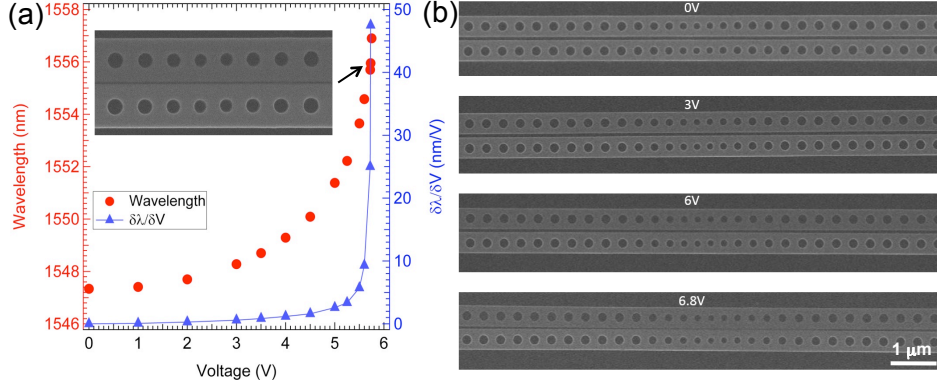 (a)
1558
1556
1554
1552
1550
1548
1546
Wavelength (nm)
50
40
30
20
10
0
δλ/δV (nm/V)
Wavelength
δλ/δV
0 1 2 3 4 5 6
Voltage (V)
(b)
0V
3V
6V
6.8V
1 μm